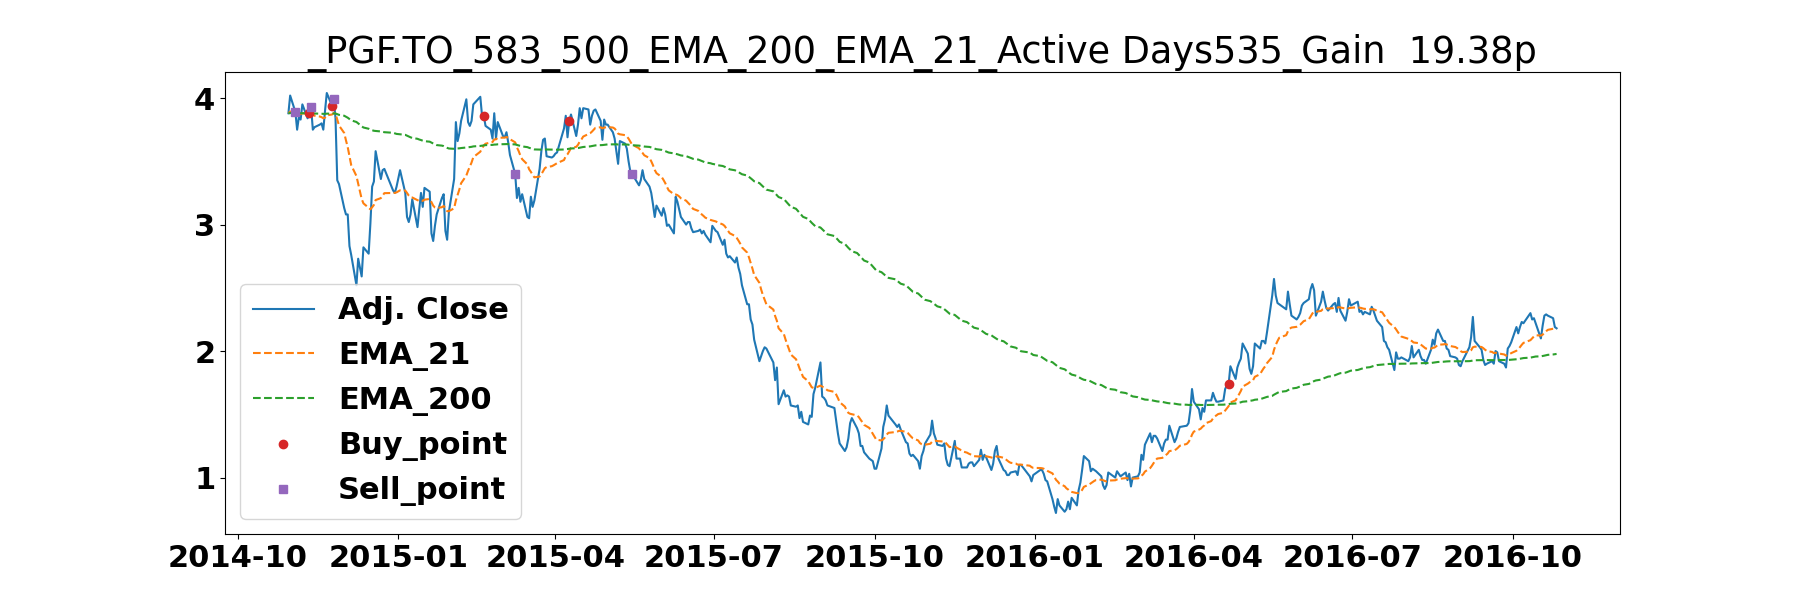 _PGF.TO_583_500_EMA_200_EMA_21_Active Days535_Gain  19.38p
4
3
2
1
Adj. Close
EMA_21
EMA_200
Buy_point
Sell_point
2014-10 2015-01 2015-04 2015-07 2015-10 2016-01 2016-04 2016-07 2016-10